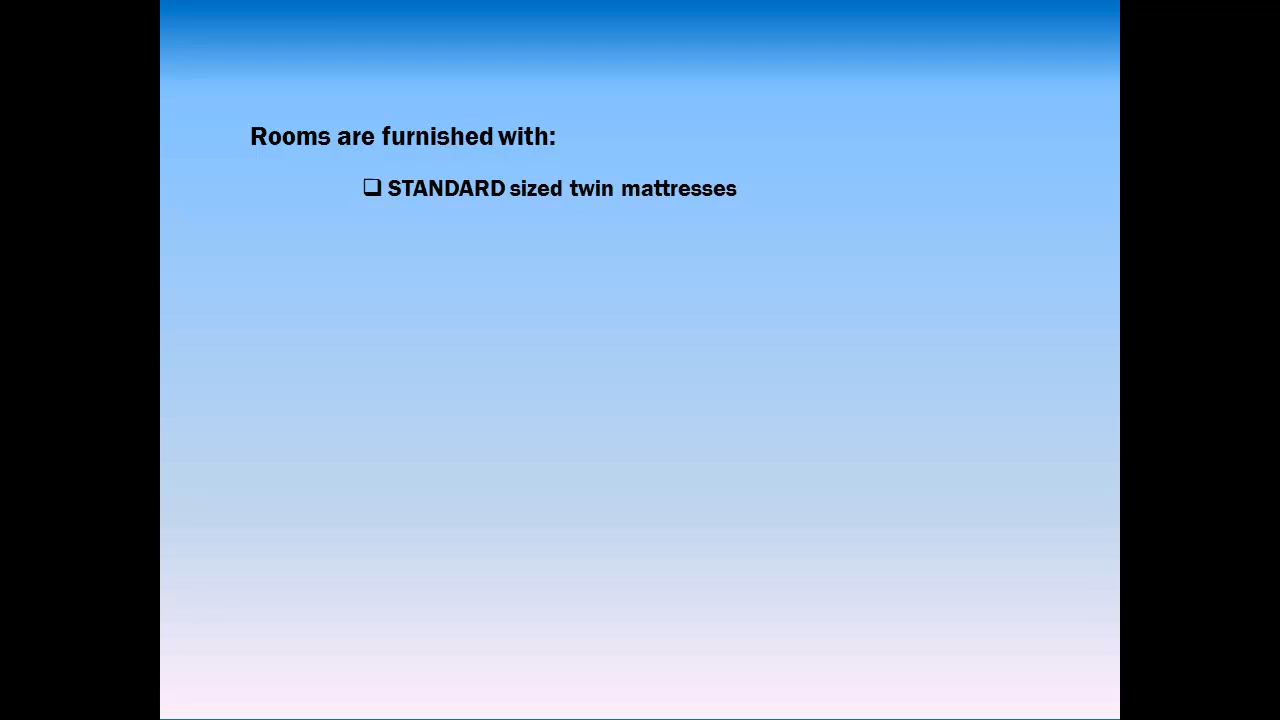 Rooms are furnished with:
❑ STANDARD sized twin mattresses